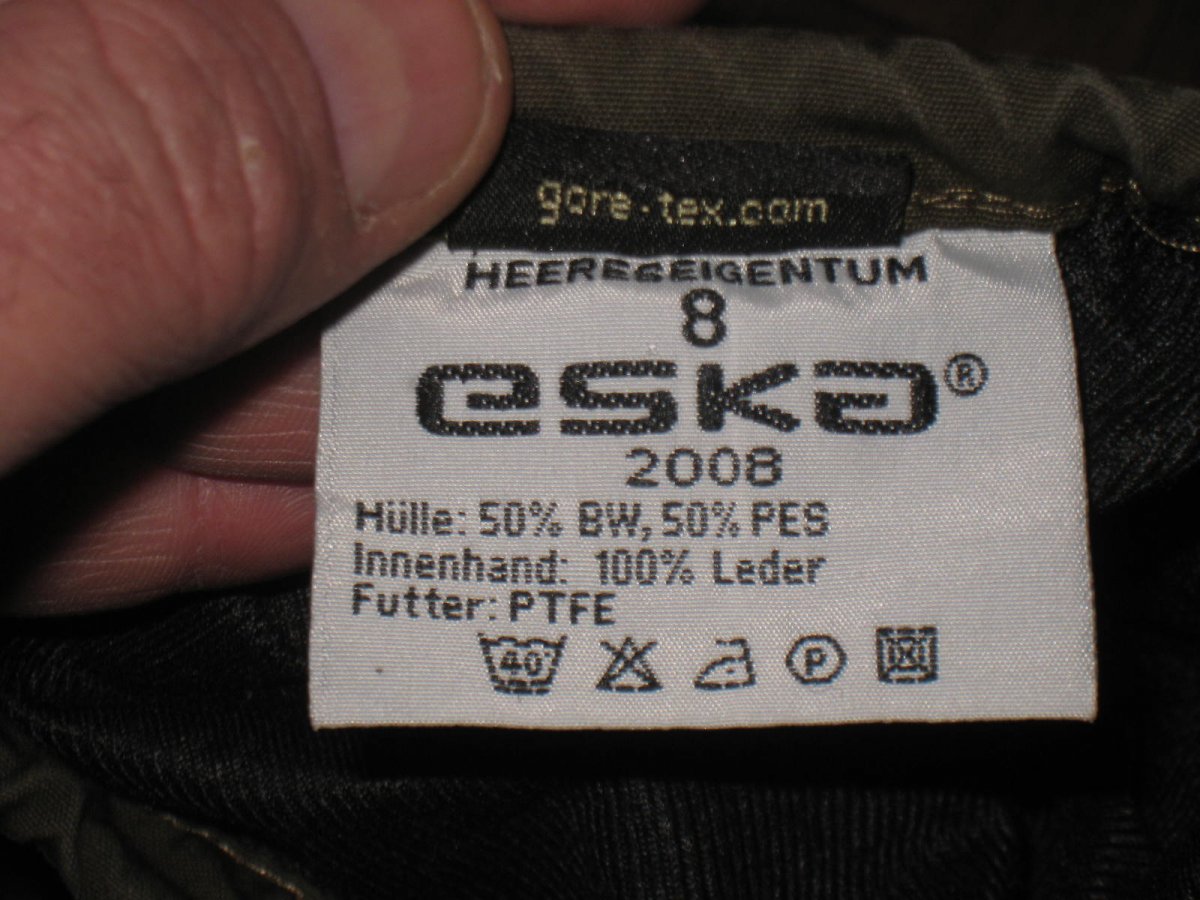 gore-tex.com
HEERESEIGENTUM
8
eska®
2008
Hülle: 50% BW, 50% PES
Innenhand: 100% Leder
Futter: PTFE
40 P